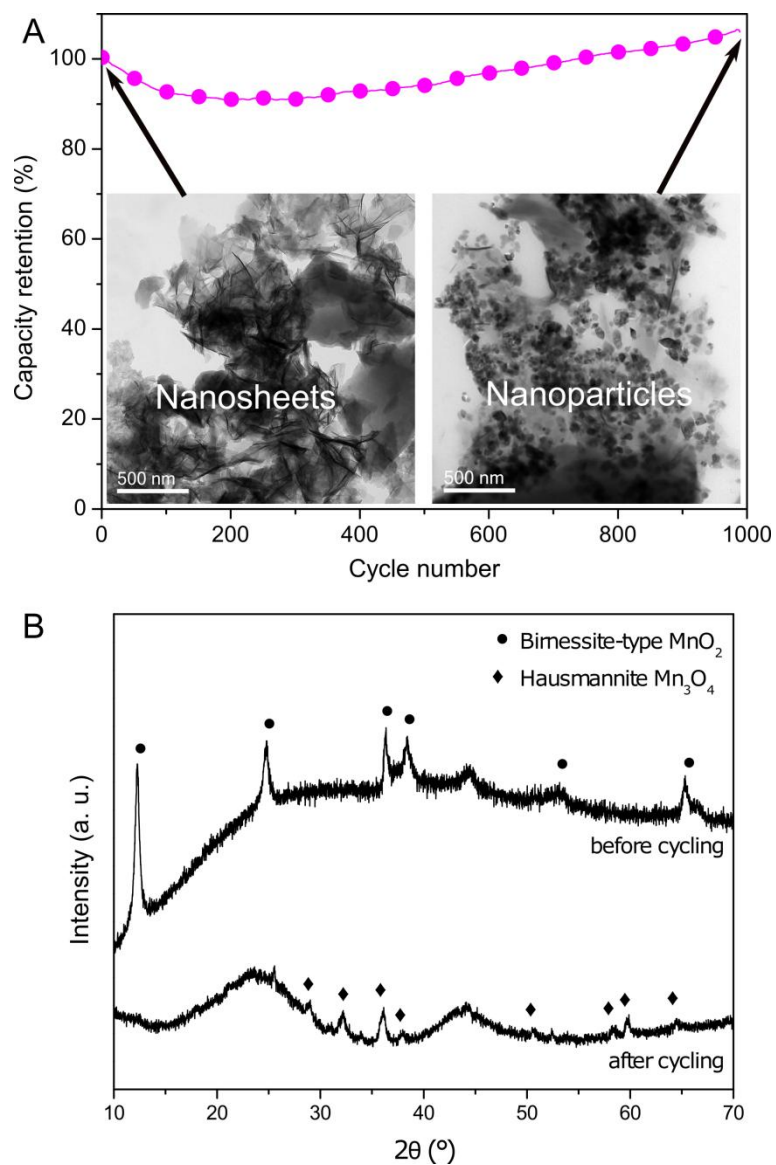 A
100
80
60
40
20
0
Capacity retention (%)
Nanosheets
500 nm
Nanoparticles
500 nm
0
200
400
600
800
1000
Cycle number
B
● Birnessite-type MnO₂
♦ Hausmannite Mn₃O₄
Intensity (a. u.)
before cycling
after cycling
10
20
30
40
50
60
70
2θ (°)